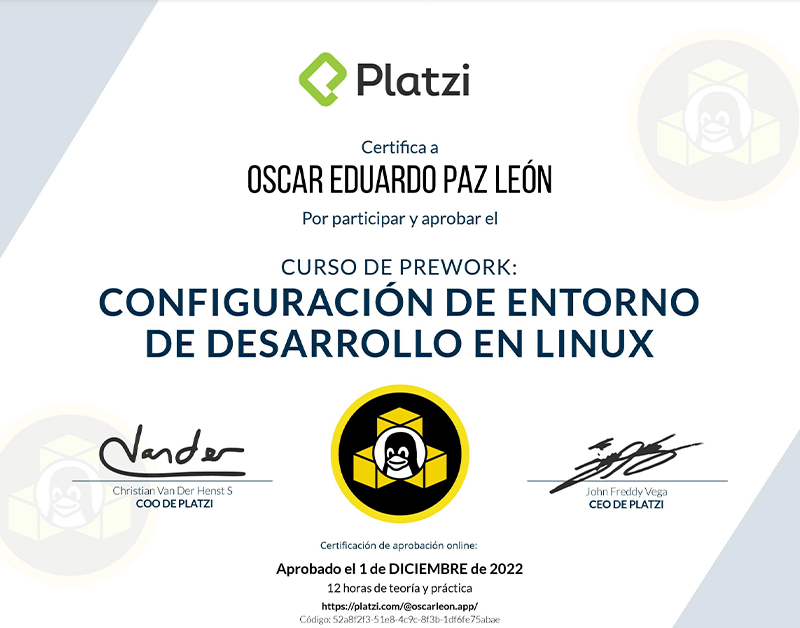 Platzi
Certifica a
OSCAR EDUARDO PAZ LEÓN
Por participar y aprobar el
CURSO DE PREWORK:
CONFIGURACIÓN DE ENTORNO
DE DESARROLLO EN LINUX
Vander
Christian Van Der Henst S
COO DE PLATZI
John Freddy Vega
CEO DE PLATZI
Certificación de aprobación online:
Aprobado el 1 de DICIEMBRE de 2022
12 horas de teoría y práctica
https://platzi.com/@oscarleon.app/
Código: 52a8f2f3-51e8-4c9c-8f3b-1df6fe75abae